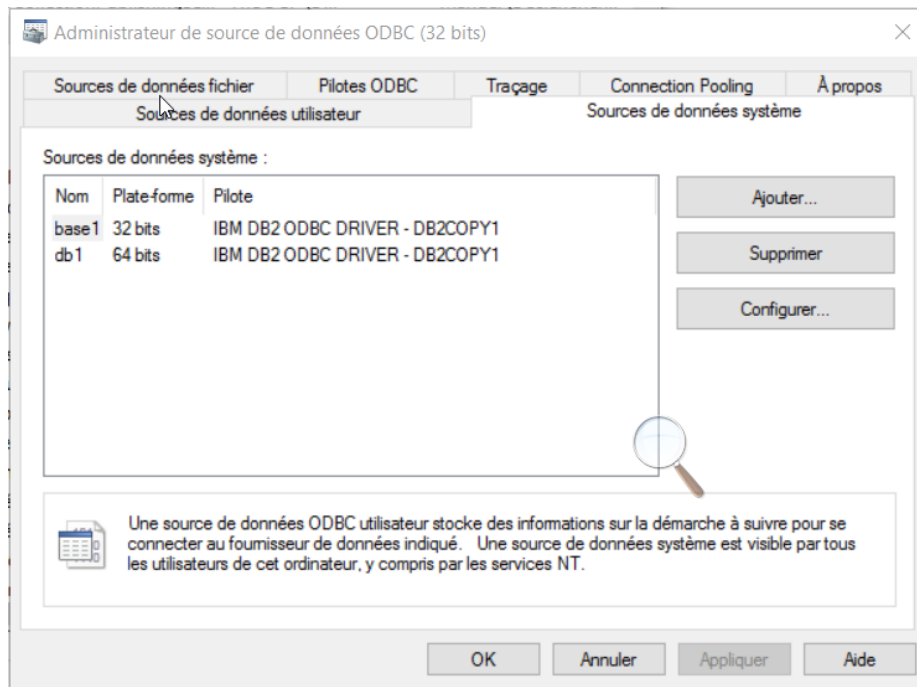 Administrateur de source de données ODBC (32 bits)
Sources de données fichier
Pilotes ODBC
Traçage
Connection Pooling
À propos
Sources de données utilisateur
Sources de données système
Sources de données système :
Nom Plate-forme Pilote
base1 32 bits IBM DB2 ODBC DRIVER - DB2COPY1
db1 64 bits IBM DB2 ODBC DRIVER - DB2COPY1
Ajouter...
Supprimer
Configurer...
Une source de données ODBC utilisateur stocke des informations sur la démarche à suivre pour se
connecter au fournisseur de données indiqué. Une source de données système est visible par tous
les utilisateurs de cet ordinateur, y compris par les services NT.
OK
Annuler
Appliquer
Aide